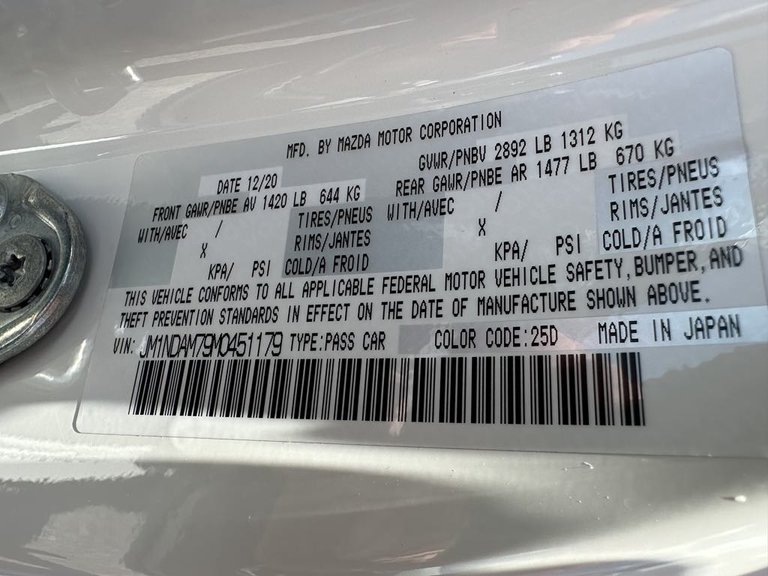 MFD. BY MAZDA MOTOR CORPORATION
DATE 12/20 GVWR/PNBV 2892 LB 1312 KG
FRONT GAWR/PNBE AV 1420 LB 644 KG REAR GAWR/PNBE AR 1477 LB 670 KG
WITH/AVEC / TIRES/PNEUS WITH/AVEC / TIRES/PNEUS
X RIMS/JANTES X RIMS/JANTES
KPA/ PSI COLD/A FROID KPA/ PSI COLD/A FROID
THIS VEHICLE CONFORMS TO ALL APPLICABLE FEDERAL MOTOR VEHICLE SAFETY, BUMPER, AND
THEFT PREVENTION STANDARDS IN EFFECT ON THE DATE OF MANUFACTURE SHOWN ABOVE.
VIN: JM1NDAM79M0451179 TYPE:PASS CAR COLOR CODE:25D MADE IN JAPAN